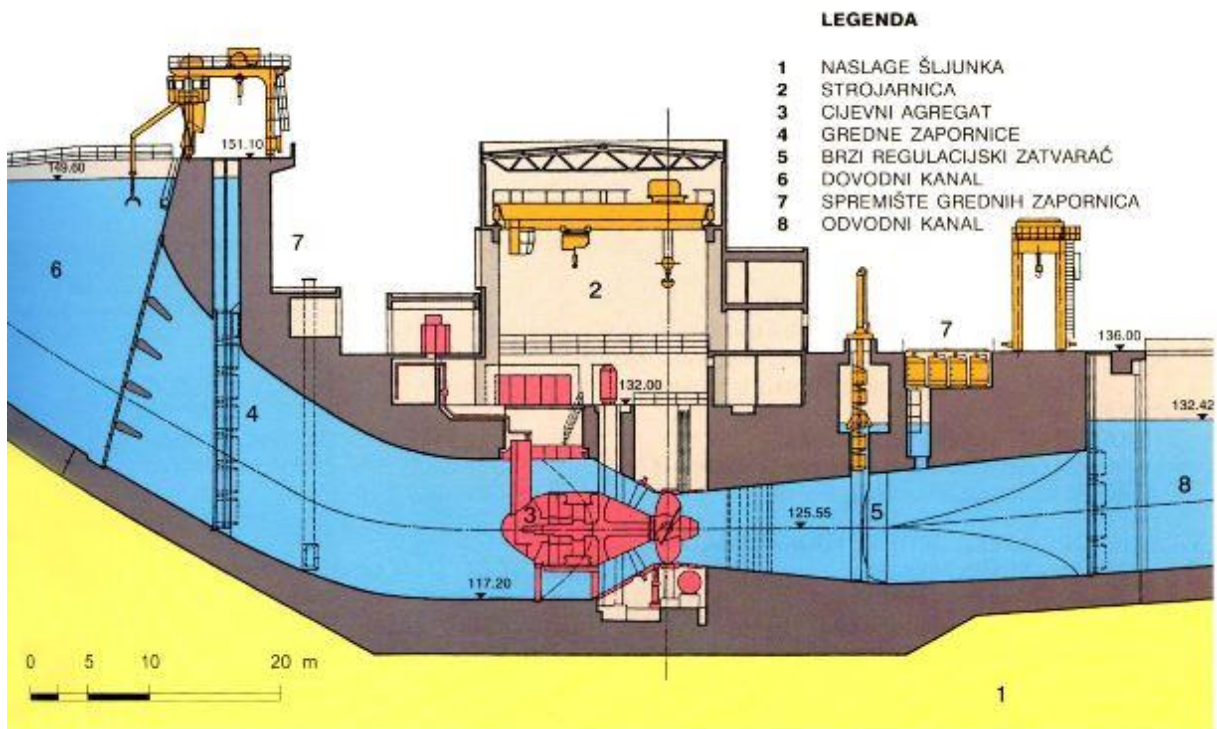 LEGENDA
1 NASLAGE ŠLJUNKA
2 STROJARNICA
3 CIJEVNI AGREGAT
4 GREDNE ZAPORNICE
5 BRZI REGULACIJSKI ZATVARAČ
6 DOVODNI KANAL
7 SPREMIŠTE GREDNIH ZAPORNICA
8 ODVODNI KANAL
151.10
149.60
7
6
2
7
136.00
132.00
132.42
4
3
125.55
5
8
117.20
0 5 10 20 m
1